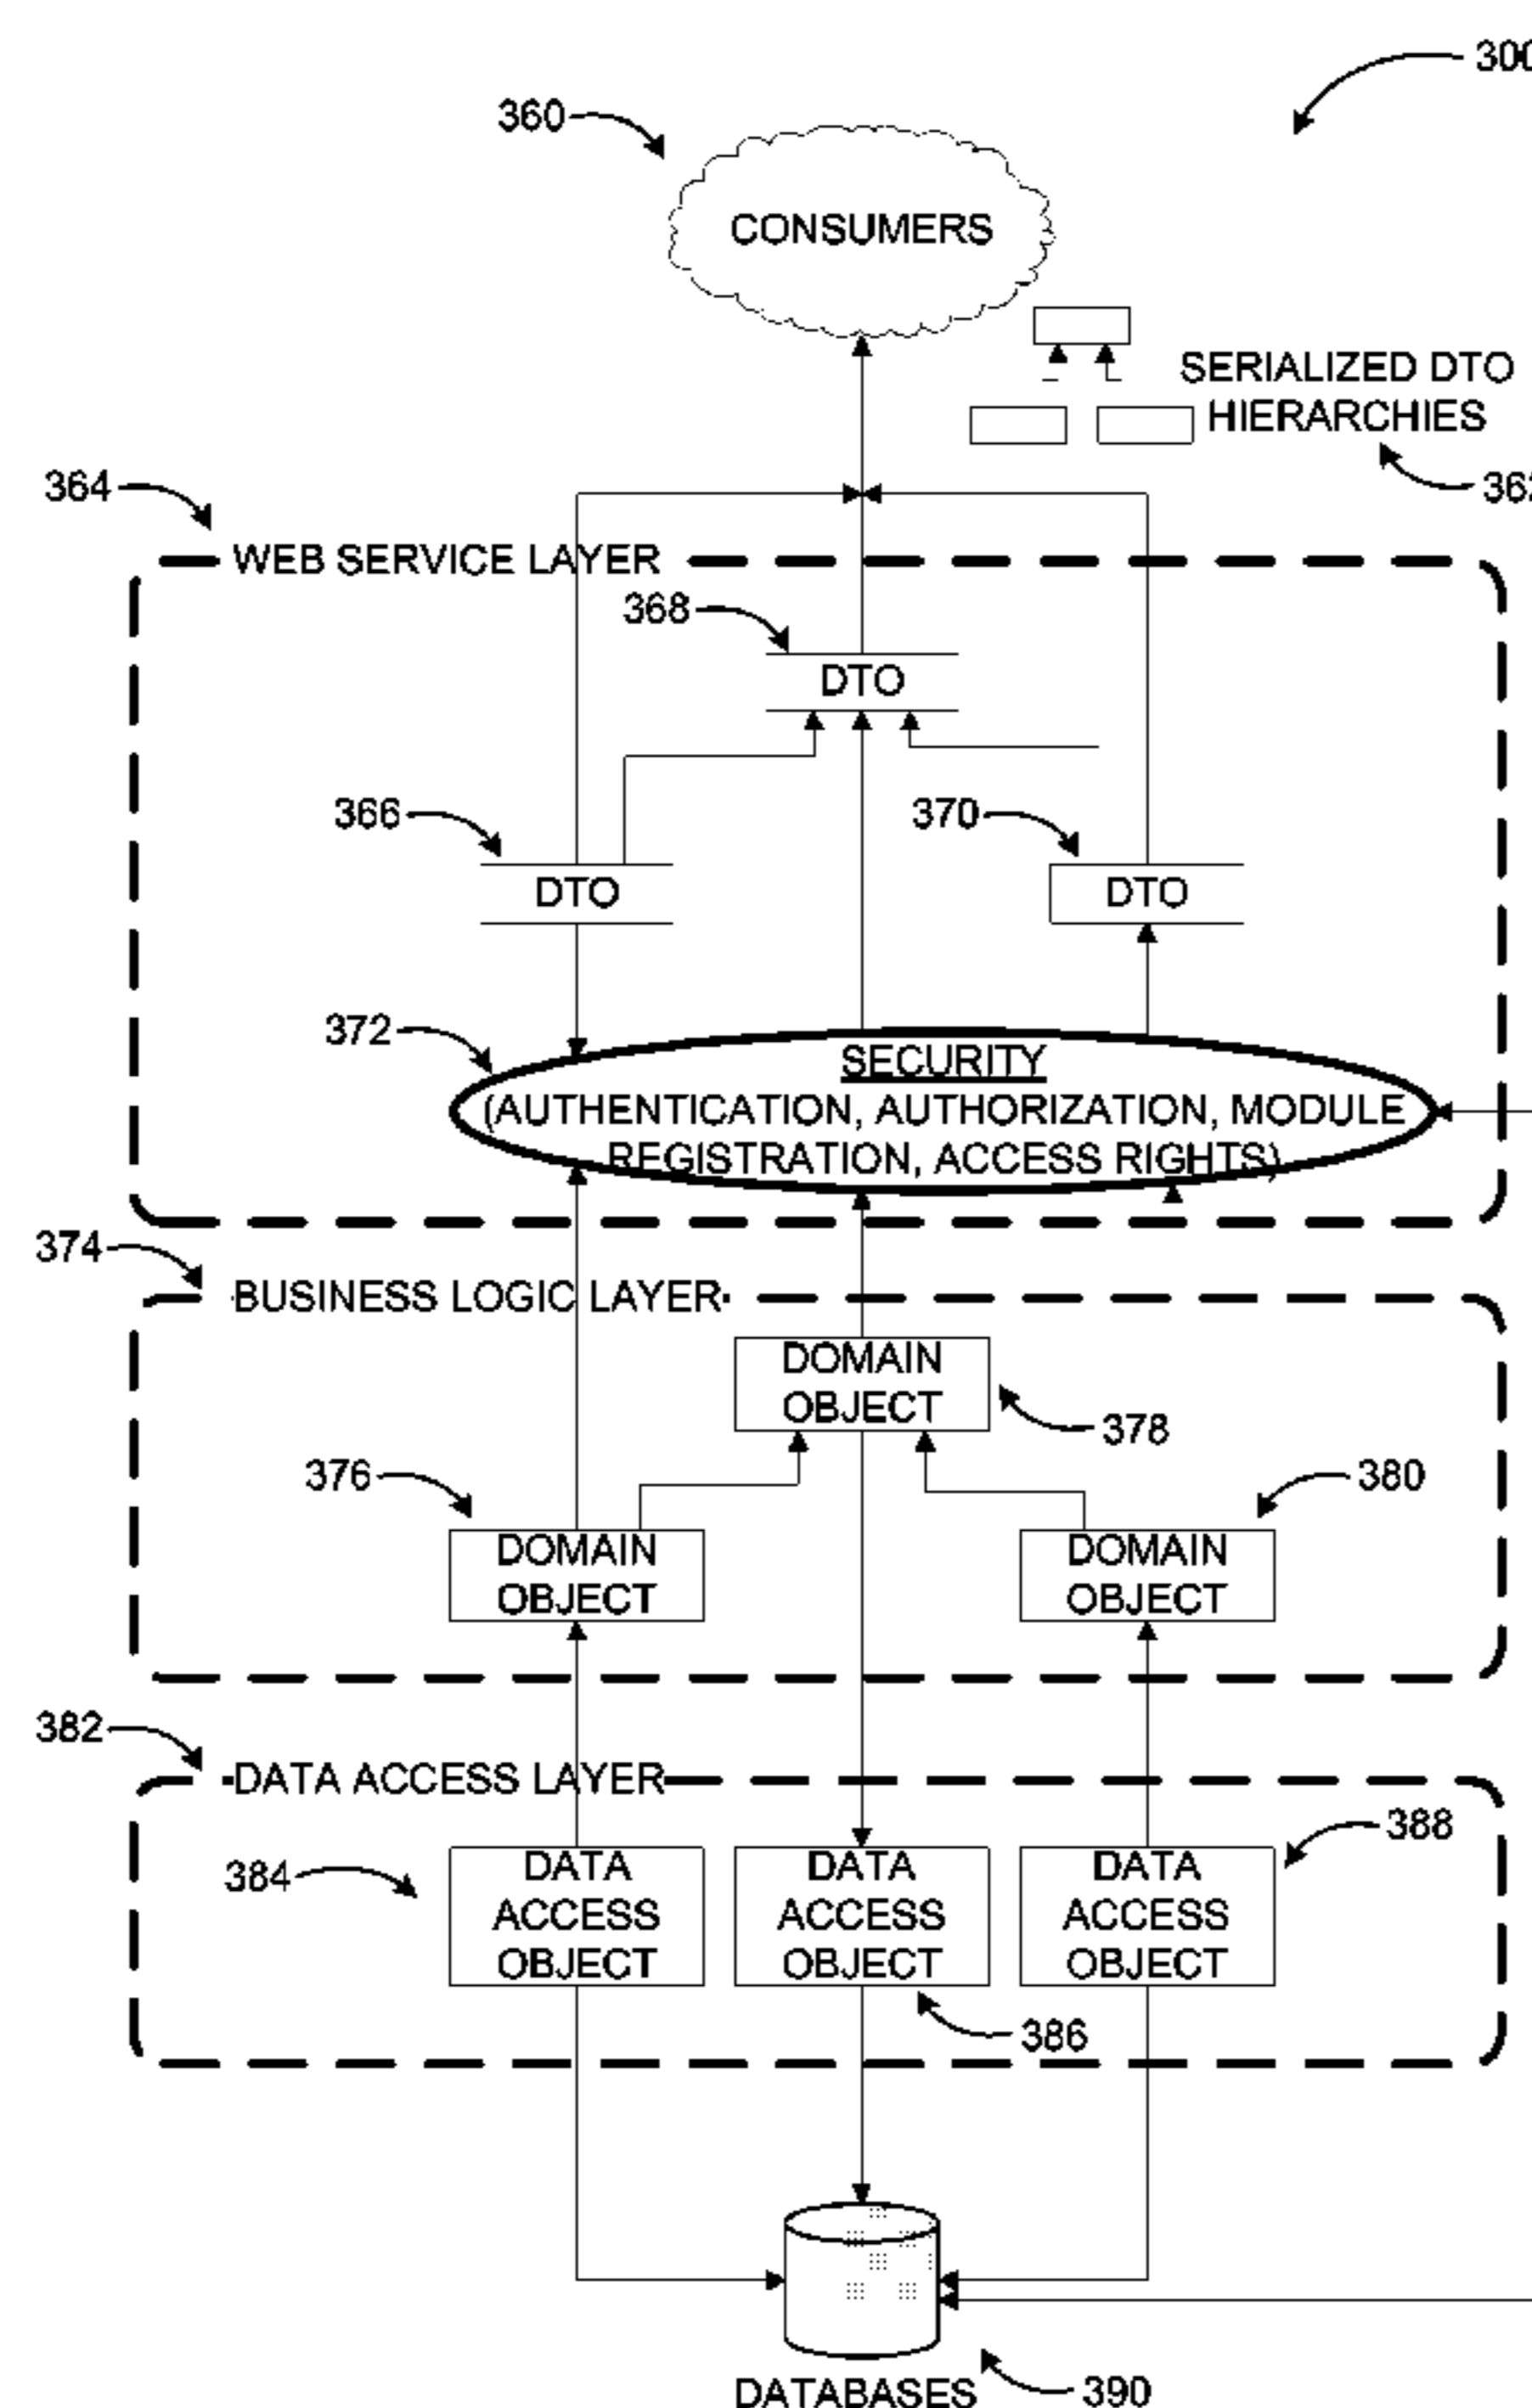 300
360
CONSUMERS
SERIALIZED DTO
HIERARCHIES
362
364
WEB SERVICE LAYER
368
DTO
366
370
DTO
DTO
372
SECURITY
(AUTHENTICATION, AUTHORIZATION, MODULE
REGISTRATION, ACCESS RIGHTS)
374
BUSINESS LOGIC LAYER
DOMAIN
OBJECT
378
376
380
DOMAIN
OBJECT
DOMAIN
OBJECT
382
DATA ACCESS LAYER
388
384
DATA
ACCESS
OBJECT
DATA
ACCESS
OBJECT
DATA
ACCESS
OBJECT
386
DATABASES
390